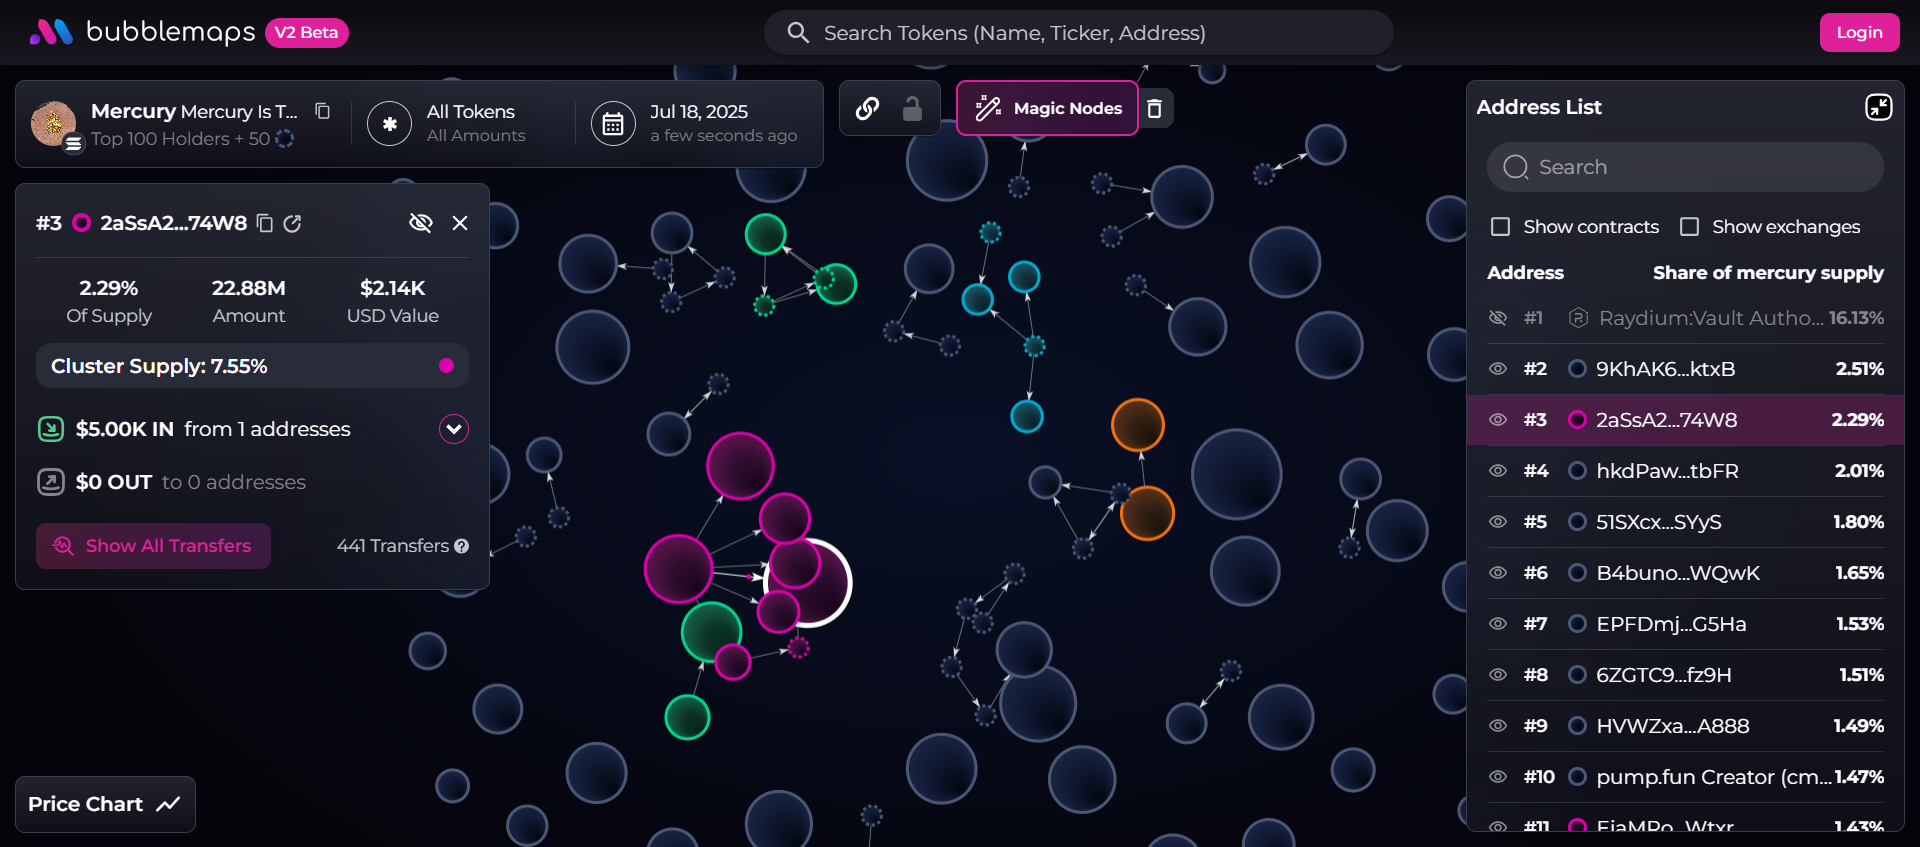 bubblemaps V2 Beta
Search Tokens (Name, Ticker, Address)
Login
Mercury Mercury Is T...
Top 100 Holders + 50
All Tokens
All Amounts
Jul 18, 2025
a few seconds ago
Magic Nodes
#3 2aSsA2...74W8
2.29%
Of Supply
22.88M
Amount
$2.14K
USD Value
Cluster Supply: 7.55%
$5.00K IN from 1 addresses
$0 OUT to 0 addresses
Show All Transfers
441 Transfers ?
Price Chart
Address List
Search
Show contracts
Show exchanges
Address Share of mercury supply
#1 Raydium:Vault Autho... 16.13%
#2 9KhAK6...ktxB 2.51%
#3 2aSsA2...74W8 2.29%
#4 hkdPaw...tbFR 2.01%
#5 51SXcx...SYyS 1.80%
#6 B4buno...WQwK 1.65%
#7 EPFDmj...G5Ha 1.53%
#8 6ZGTC9...fz9H 1.51%
#9 HVWZxa...A888 1.49%
#10 pump.fun Creator (cm... 1.47%
#11 1.43%